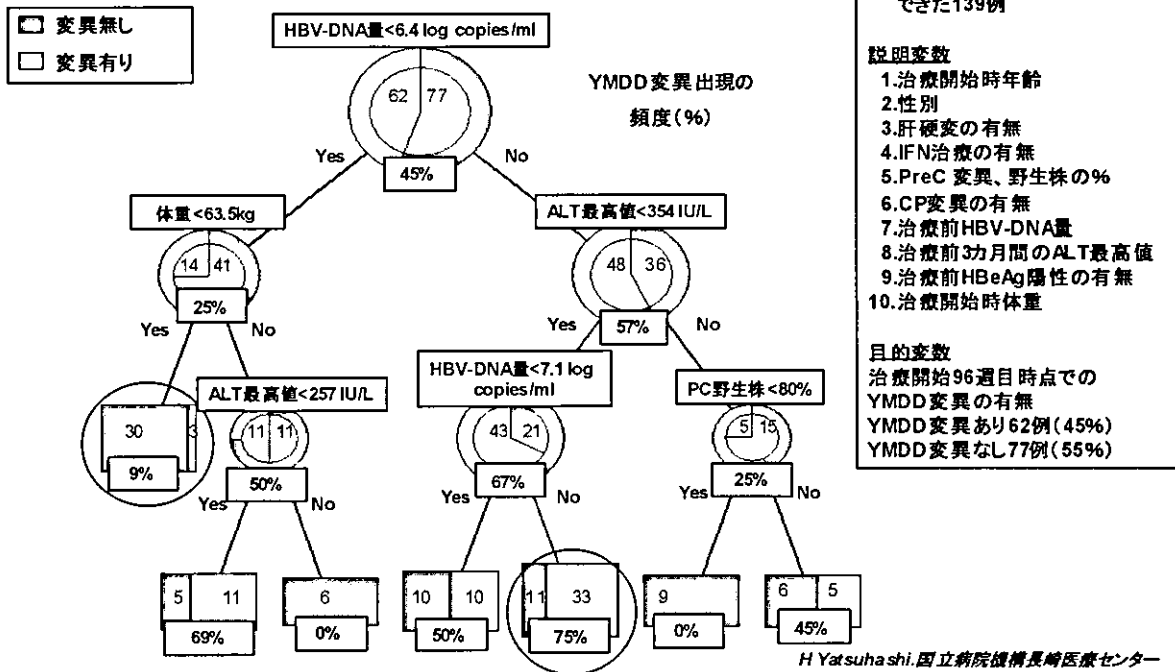 変異無し
変異有り
HBV-DNA量<6.4 log copies/ml
62 77
45%
YMDD変異出現の
頻度(%)
Yes
No
体重<63.5kg
14 41
25%
Yes
No
ALT最高値<354 IU/L
48 36
57%
Yes
No
30 3
9%
ALT最高値<257 IU/L
11 11
50%
Yes
No
HBV-DNA量<7.1 log
copies/ml
43 21
67%
Yes
No
PC野生株<80%
5 15
25%
Yes
No
5 11
69%
6
0%
10 10
50%
11 33
75%
9
0%
6 5
45%
できた139例
説明変数
1.治療開始時年齢
2.性別
3.肝硬変の有無
4.IFN治療の有無
5.PreC 変異、野生株の%
6.CP変異の有無
7.治療前HBV-DNA量
8.治療前3カ月間のALT最高値
9.治療前HBeAg陽性の有無
10.治療開始時体重
目的変数
治療開始96週目時点での
YMDD変異の有無
YMDD変異あり62例(45%)
YMDD変異なし77例(55%)
H Yatsuhashi.国立病院機構長崎医療センター